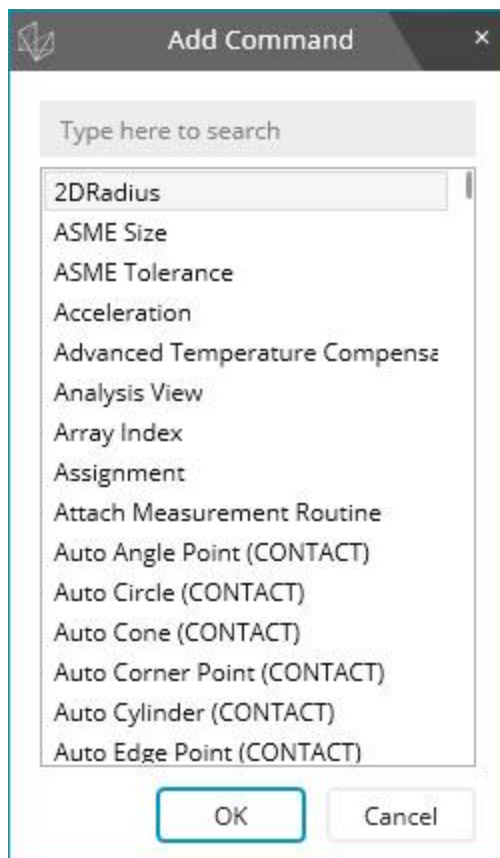 Add Command
×
Type here to search
2DRadius
ASME Size
ASME Tolerance
Acceleration
Advanced Temperature Compensa
Analysis View
Array Index
Assignment
Attach Measurement Routine
Auto Angle Point (CONTACT)
Auto Circle (CONTACT)
Auto Cone (CONTACT)
Auto Corner Point (CONTACT)
Auto Cylinder (CONTACT)
Auto Edge Point (CONTACT)
OK Cancel